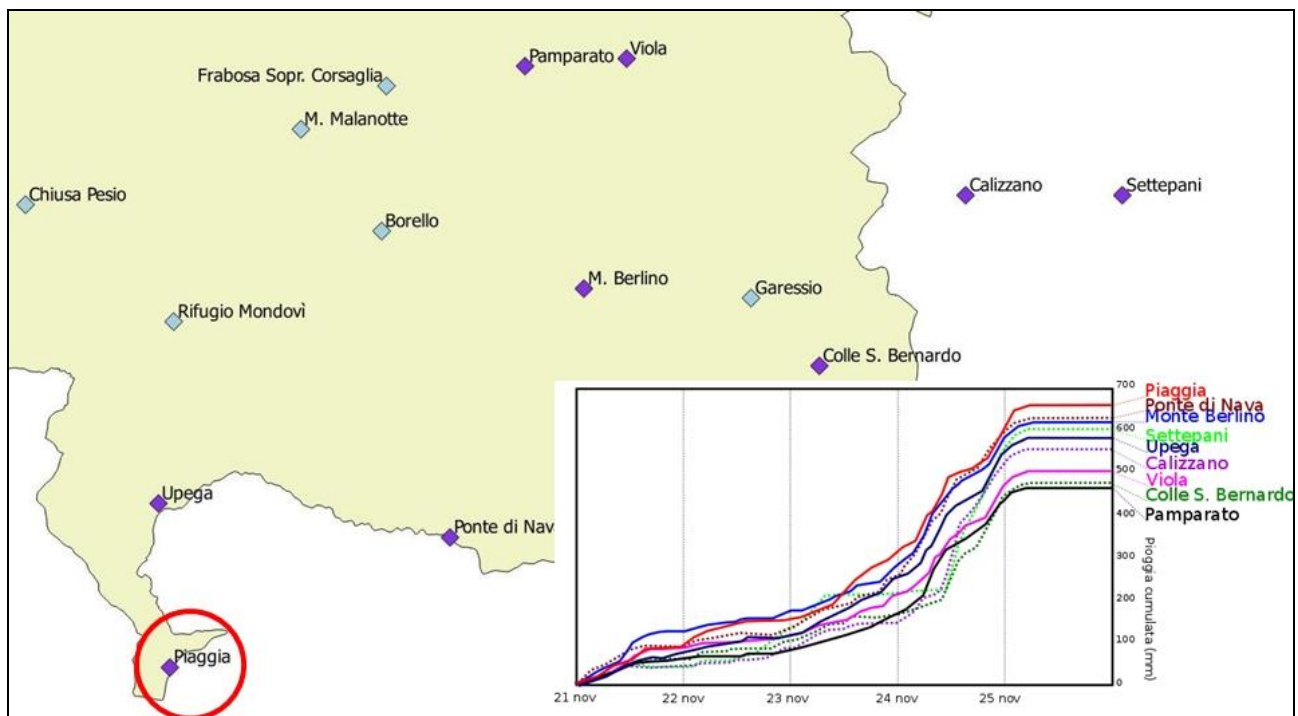 Viola
Pamparato
Frabosa Sopr. Corsaglia
M. Malanotte
Chiusa Pesio
Calizzano
Settepani
Borello
M. Berlino
Garessio
Rifugio Mondovì
Colle S. Bernardo
Upega
Ponte di Nav
Piaggia
700
600
500
400
300
200
100
0
Pioggia cumulata (mm)
Piaggia
Ponte di Nava
Monte Berlino
Settepani
Upega
Calizzano
Viola
Colle S. Bernardo
Pamparato
21 nov
22 nov
23 nov
24 nov
25 nov